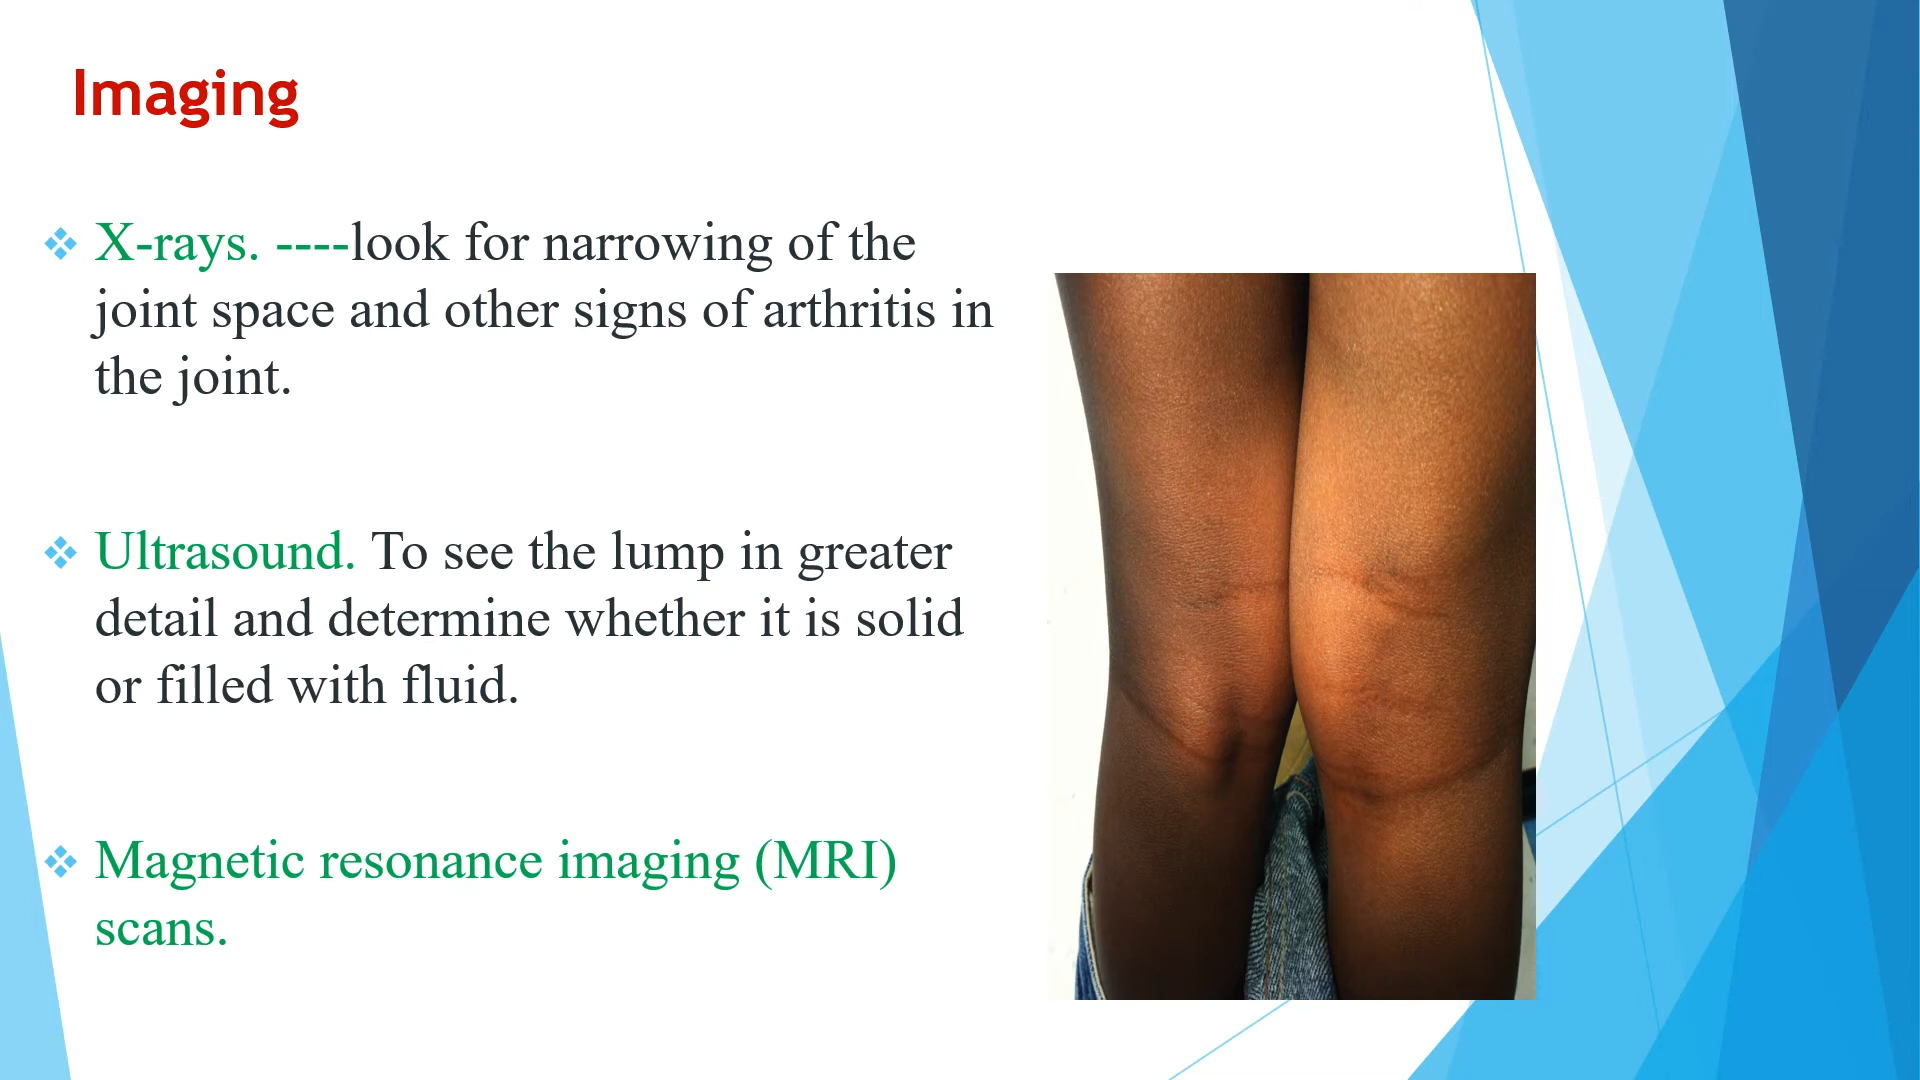 Imaging
X-rays. ----look for narrowing of the
joint space and other signs of arthritis in
the joint.
Ultrasound. To see the lump in greater
detail and determine whether it is solid
or filled with fluid.
Magnetic resonance imaging (MRI)
scans.